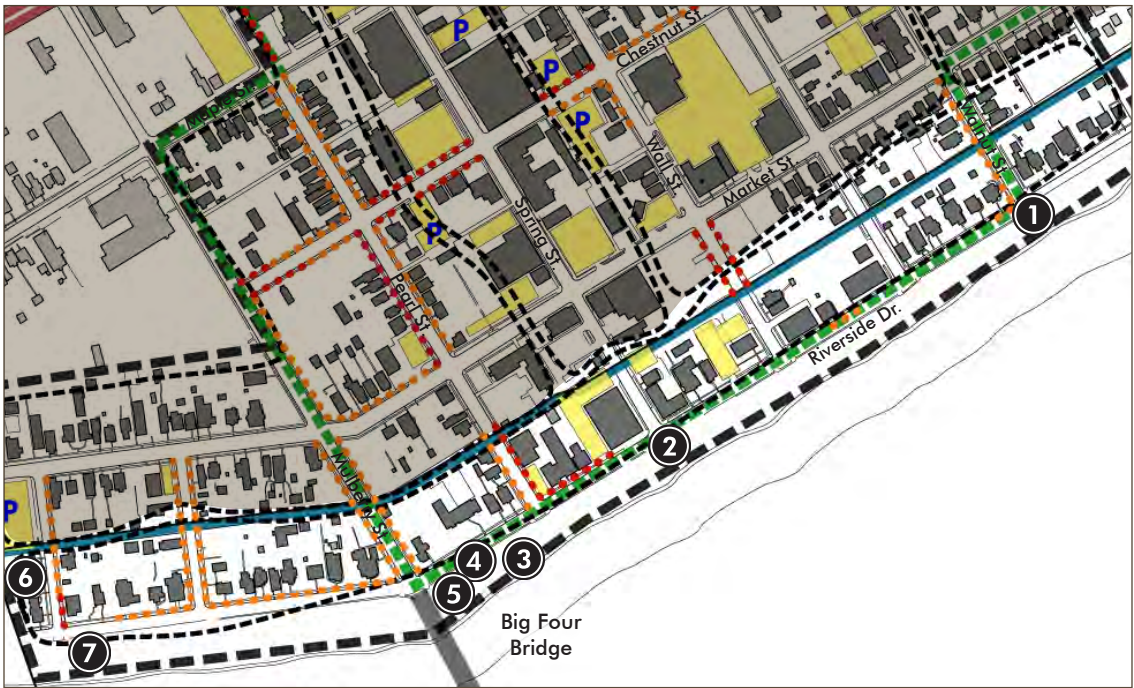 P
Chestnut St.
P
P
Maple St.
Wall St.
Walnut St.
Market St.
1
Spring St.
P
Pearl St.
Riverside Dr.
2
Mulberry St.
P
4
3
6
5
Big Four
Bridge
7